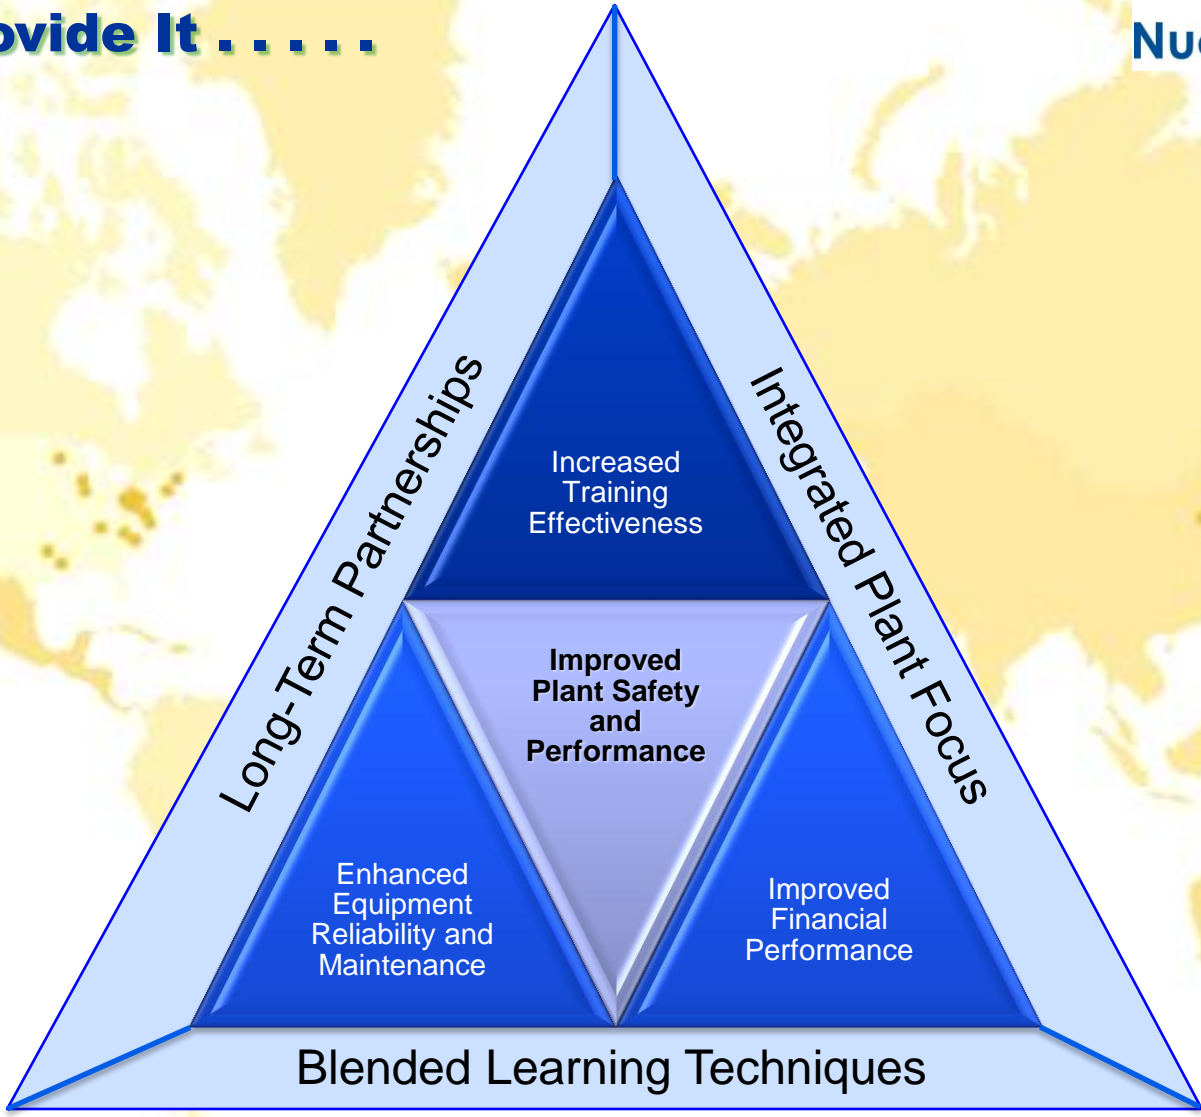 ovide It . . . . .
Nu
Long-Term Partnerships
Integrated Plant Focus
Increased
Training
Effectiveness
Improved
Plant Safety
and
Performance
Enhanced
Equipment
Reliability and
Maintenance
Improved
Financial
Performance
Blended Learning Techniques